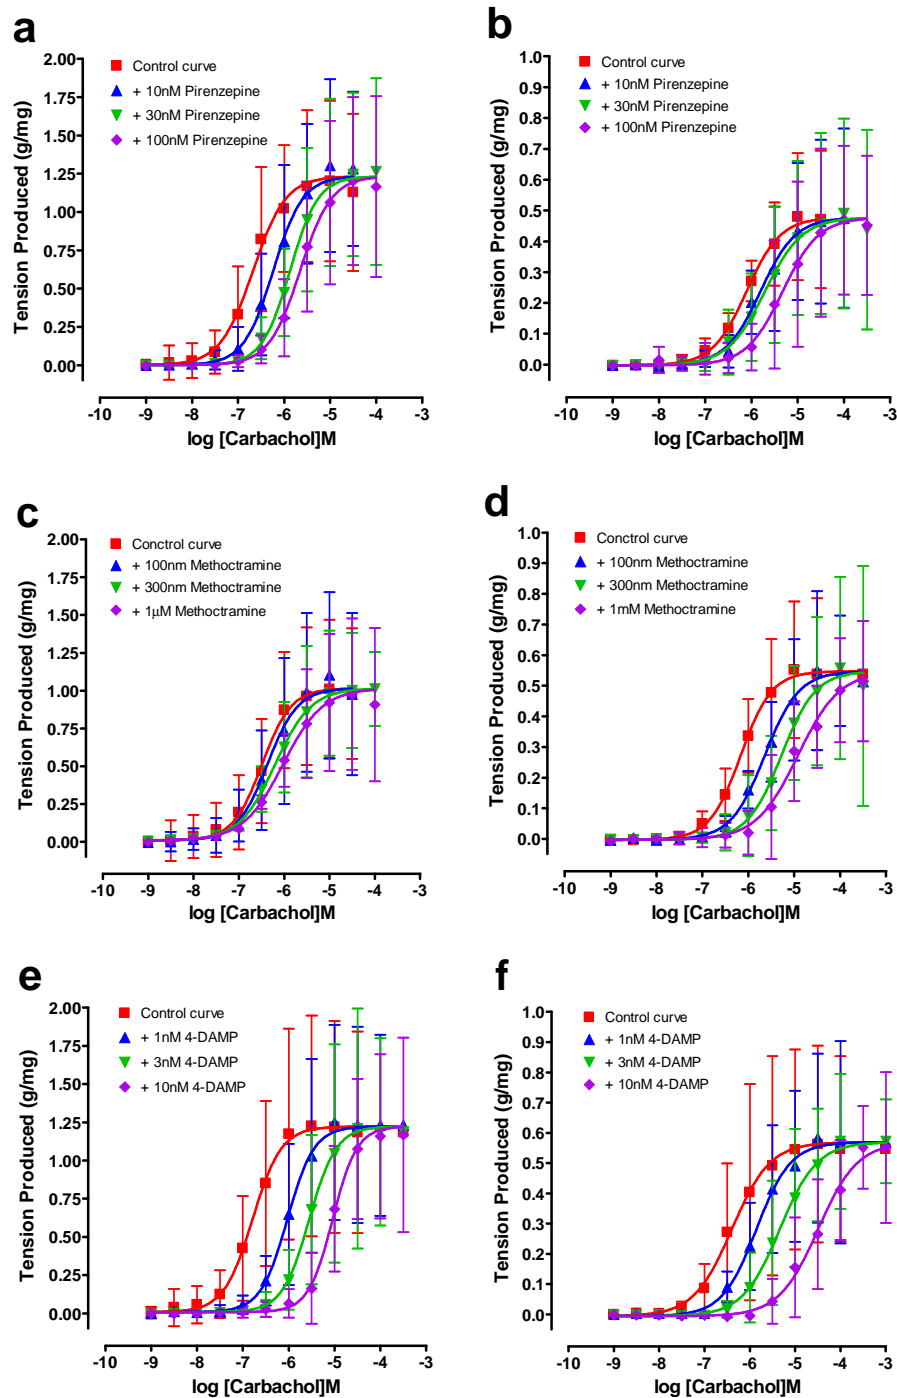 a
2.00
1.75
1.50
1.25
1.00
0.75
0.50
0.25
0.00
Tension Produced (g/mg)
Control curve
+ 10nM Pirenzepine
+ 30nM Pirenzepine
+ 100nM Pirenzepine
-10 -9 -8 -7 -6 -5 -4 -3
log [Carbachol]M
b
1.0
0.9
0.8
0.7
0.6
0.5
0.4
0.3
0.2
0.1
0.0
Tension Produced (g/mg)
Control curve
+ 10nM Pirenzepine
+ 30nM Pirenzepine
+ 100nM Pirenzepine
-10 -9 -8 -7 -6 -5 -4 -3
log [Carbachol]M
c
2.00
1.75
1.50
1.25
1.00
0.75
0.50
0.25
0.00
Tension Produced (g/mg)
Conctrol curve
+ 100nm Methoctramine
+ 300nm Methoctramine
+ 1µM Methoctramine
-10 -9 -8 -7 -6 -5 -4 -3
log [Carbachol]M
d
1.0
0.9
0.8
0.7
0.6
0.5
0.4
0.3
0.2
0.1
0.0
Tension Produced (g/mg)
Conctrol curve
+ 100nm Methoctramine
+ 300nm Methoctramine
+ 1mM Methoctramine
-10 -9 -8 -7 -6 -5 -4 -3
log [Carbachol]M
e
2.00
1.75
1.50
1.25
1.00
0.75
0.50
0.25
0.00
Tension Produced (g/mg)
Control curve
+ 1nM 4-DAMP
+ 3nM 4-DAMP
+ 10nM 4-DAMP
-10 -9 -8 -7 -6 -5 -4 -3
log [Carbachol]M
f
1.0
0.9
0.8
0.7
0.6
0.5
0.4
0.3
0.2
0.1
0.0
Tension Produced (g/mg)
Control curve
+ 1nM 4-DAMP
+ 3nM 4-DAMP
+ 10nM 4-DAMP
-10 -9 -8 -7 -6 -5 -4 -3
log [Carbachol]M